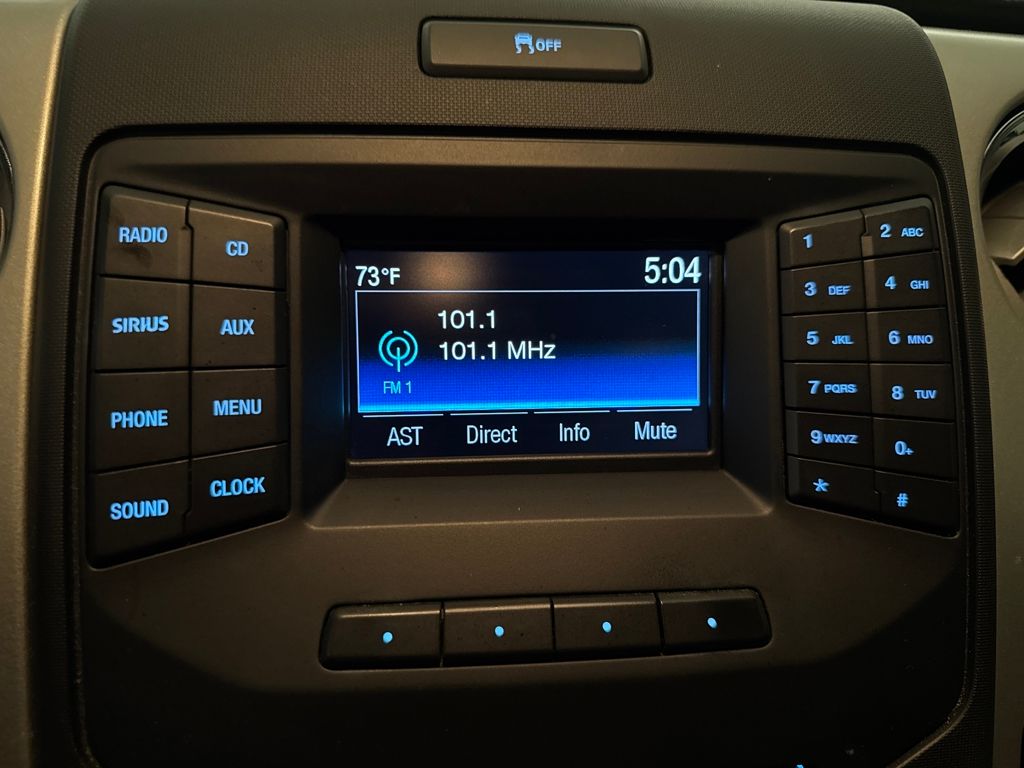 OFF
RADIO
CD
SIRIUS
AUX
PHONE
MENU
SOUND
CLOCK
73°F
5:04
101.1
101.1 MHz
FM 1
AST Direct Info Mute
1
2 ABC
3 DEF
4 GHI
5 JKL
6 MNO
7 PQRS
8 TUV
9 WXYZ
0+
*
#